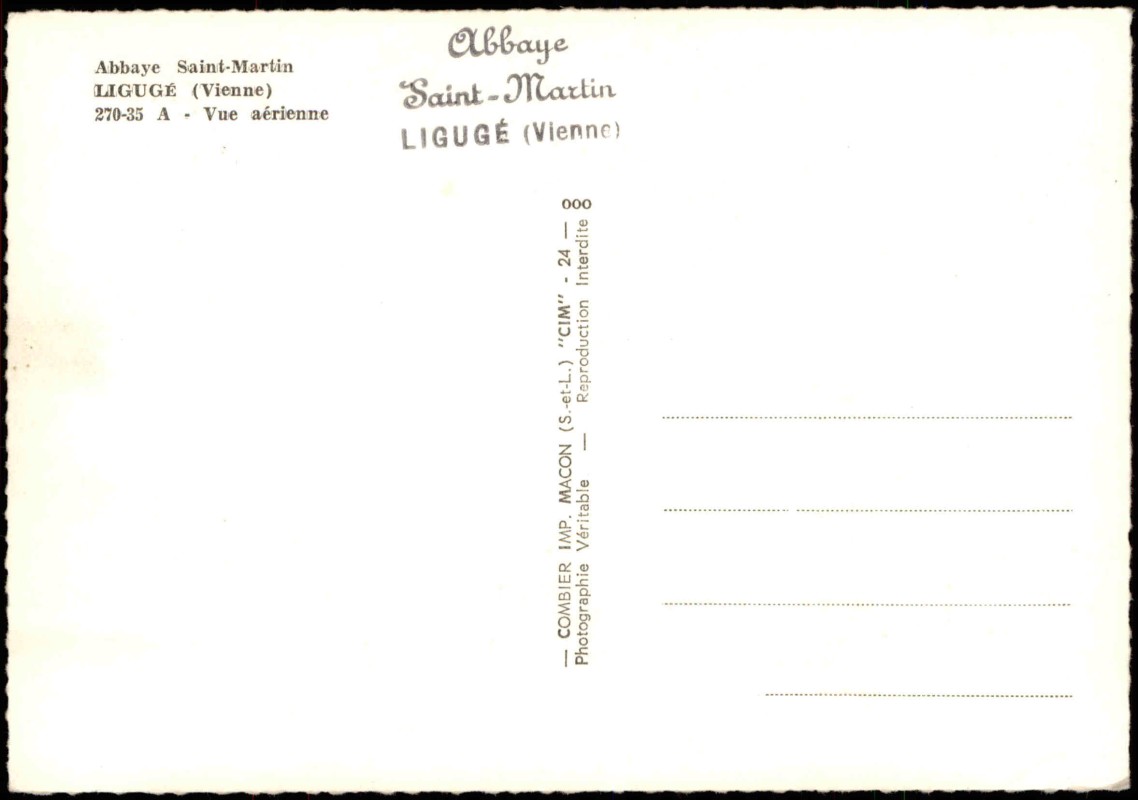 Abbaye Saint-Martin
LIGUGÉ (Vienne)
270-35 A - Vue aérienne
Abbaye
Saint-Martin
LIGUGÉ (Vienne)
— COMBIER IMP. MACON (S.-et-L.) "CIM" - 24 —
Photographie Véritable — Reproduction Interdite
000